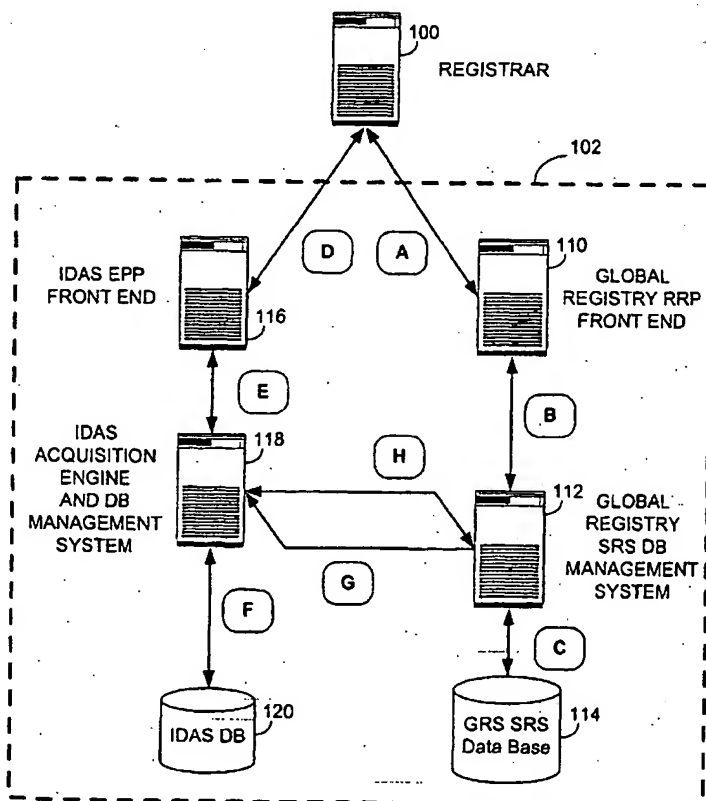 100
REGISTRAR
102
D
A
IDAS EPP
FRONT END
116
110
GLOBAL
REGISTRY RRP
FRONT END
E
B
IDAS
ACQUISITION
ENGINE
AND DB
MANAGEMENT
SYSTEM
118
H
G
112
GLOBAL
REGISTRY
SRS DB
MANAGEMENT
SYSTEM
F
C
IDAS DB
120
GRS SRS
Data Base
114